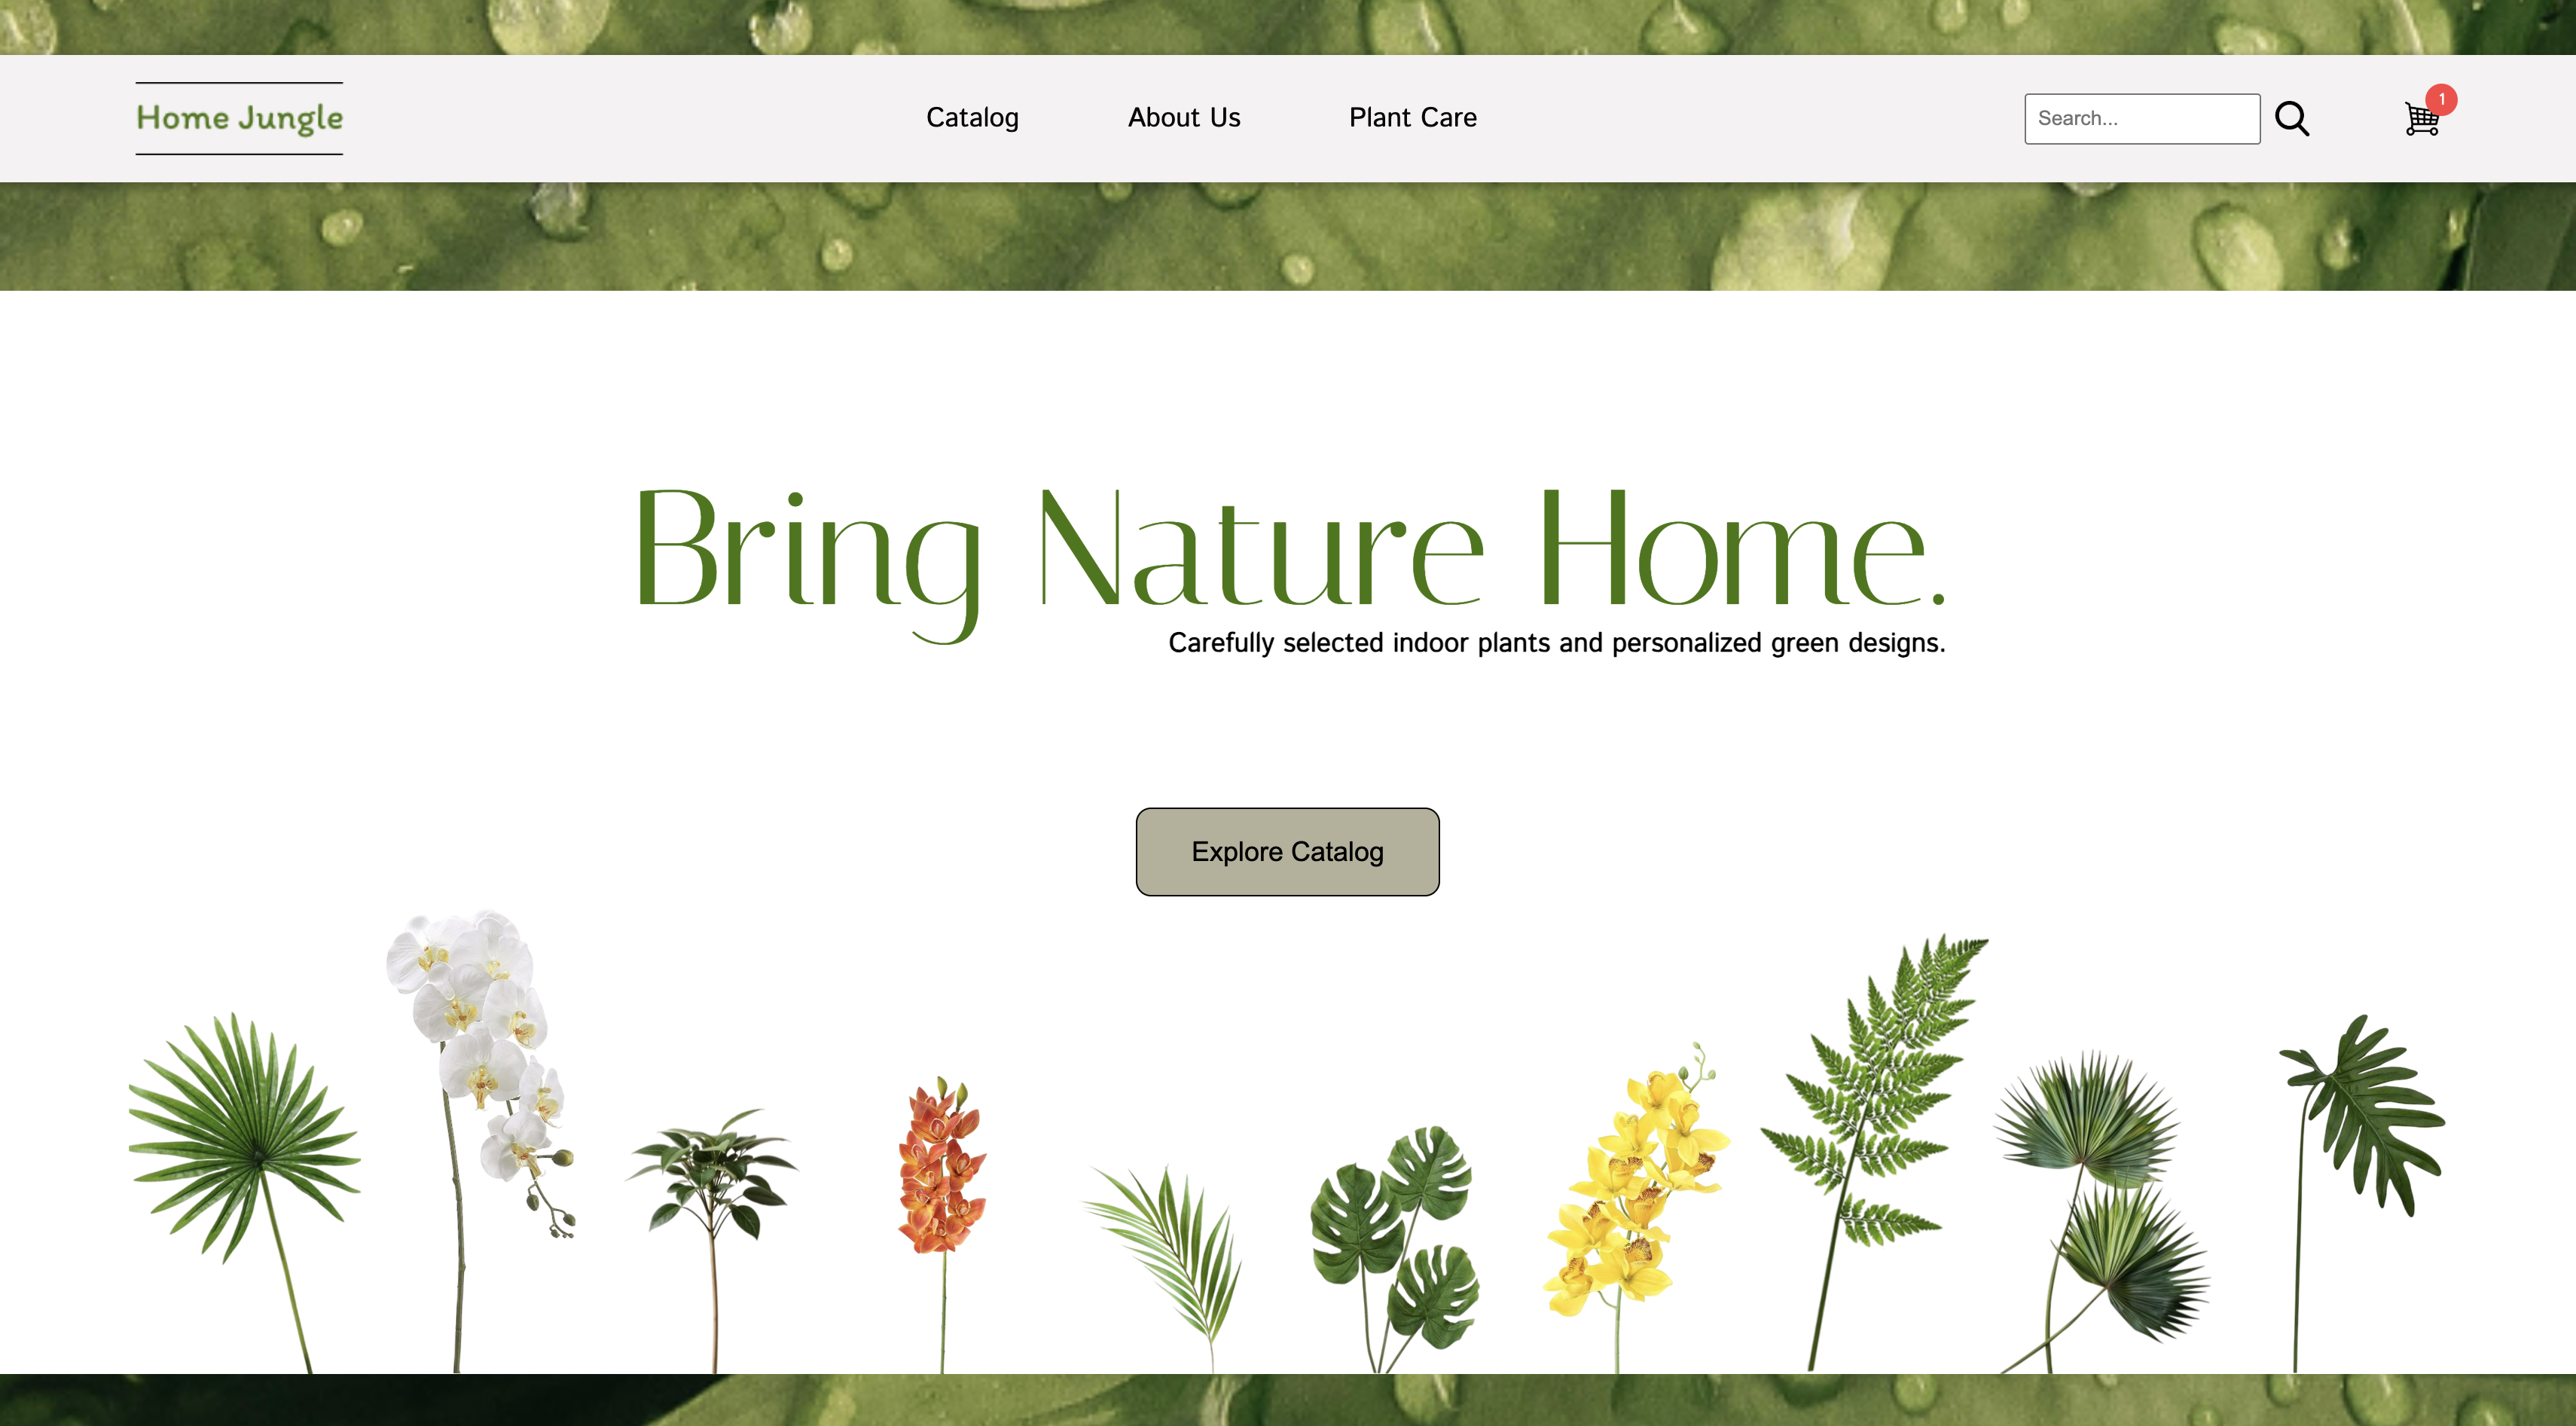 Home Jungle
Catalog
About Us
Plant Care
Search...
1
Bring Nature Home.
Carefully selected indoor plants and personalized green designs.
Explore Catalog